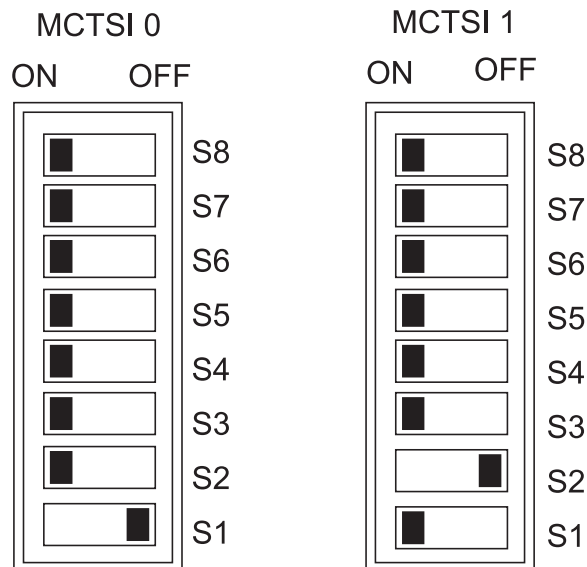 MCTSI 0
ON OFF
S8
S7
S6
S5
S4
S3
S2
S1
MCTSI 1
ON OFF
S8
S7
S6
S5
S4
S3
S2
S1